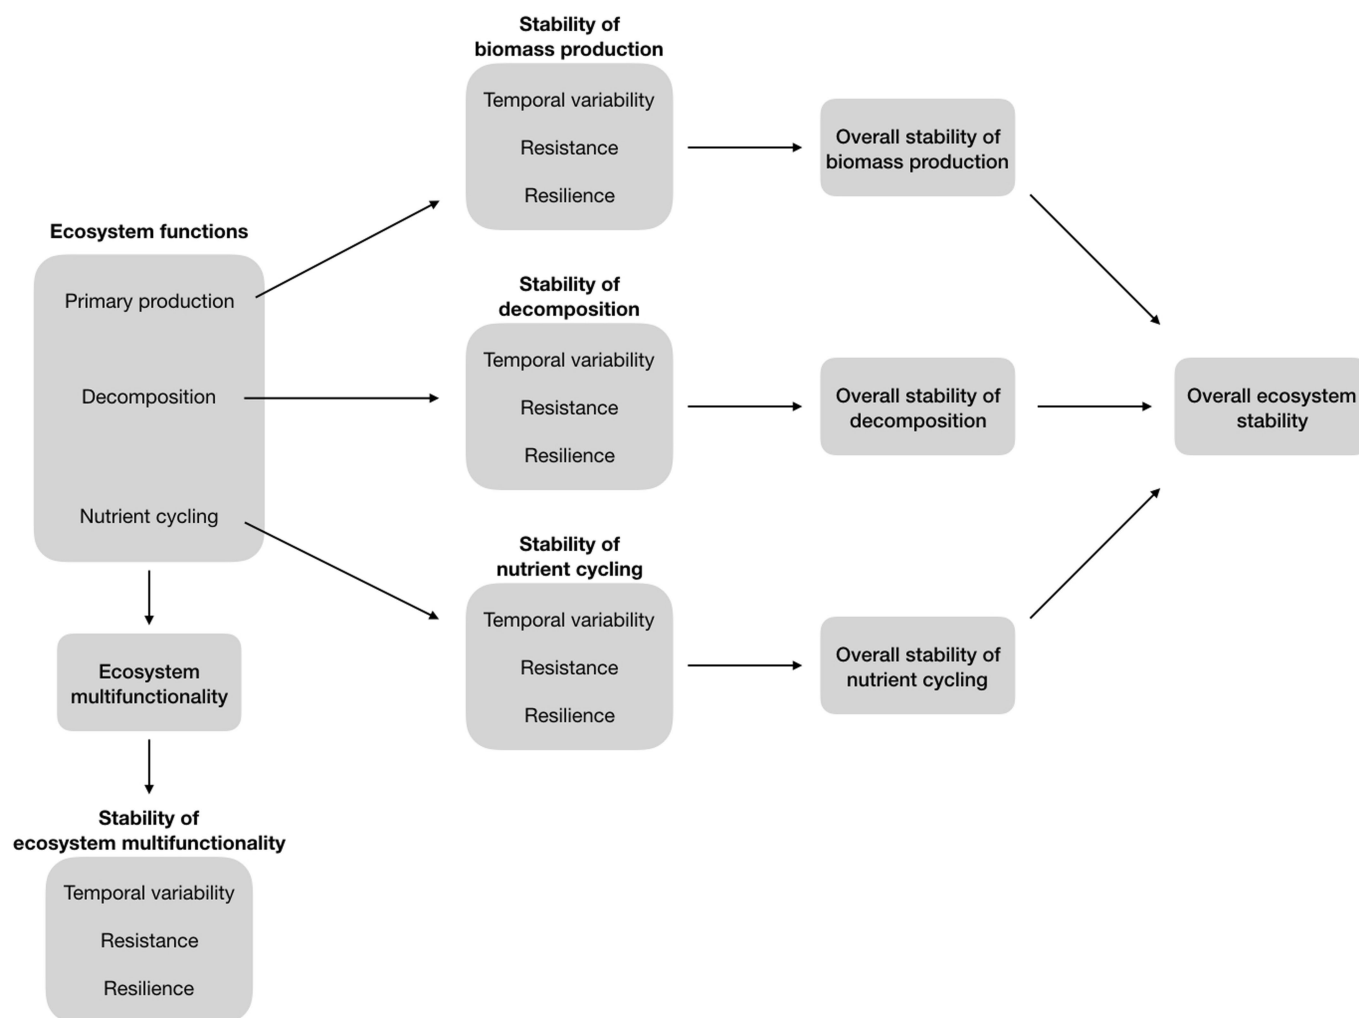 Ecosystem functions
Primary production
Decomposition
Nutrient cycling
Ecosystem
multifunctionality
Stability of
ecosystem multifunctionality
Temporal variability
Resistance
Resilience
Stability of
biomass production
Temporal variability
Resistance
Resilience
Stability of
decomposition
Temporal variability
Resistance
Resilience
Stability of
nutrient cycling
Temporal variability
Resistance
Resilience
Overall stability of
biomass production
Overall stability of
decomposition
Overall stability of
nutrient cycling
Overall ecosystem
stability